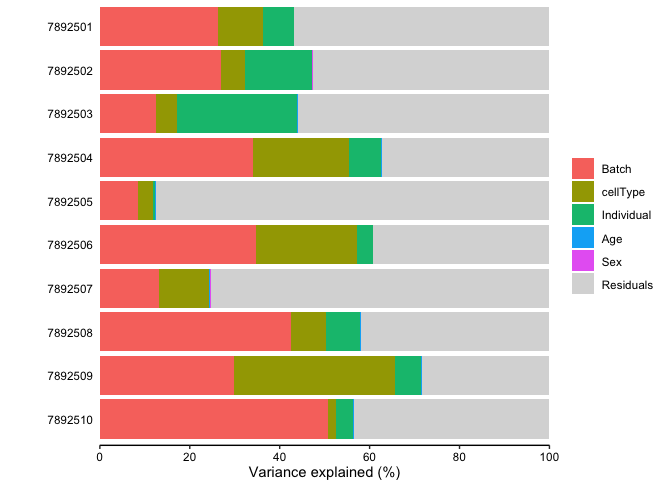 7892501
7892502
7892503
7892504
7892505
7892506
7892507
7892508
7892509
7892510
Batch
cellType
Individual
Age
Sex
Residuals
0 20 40 60 80 100
Variance explained (%)